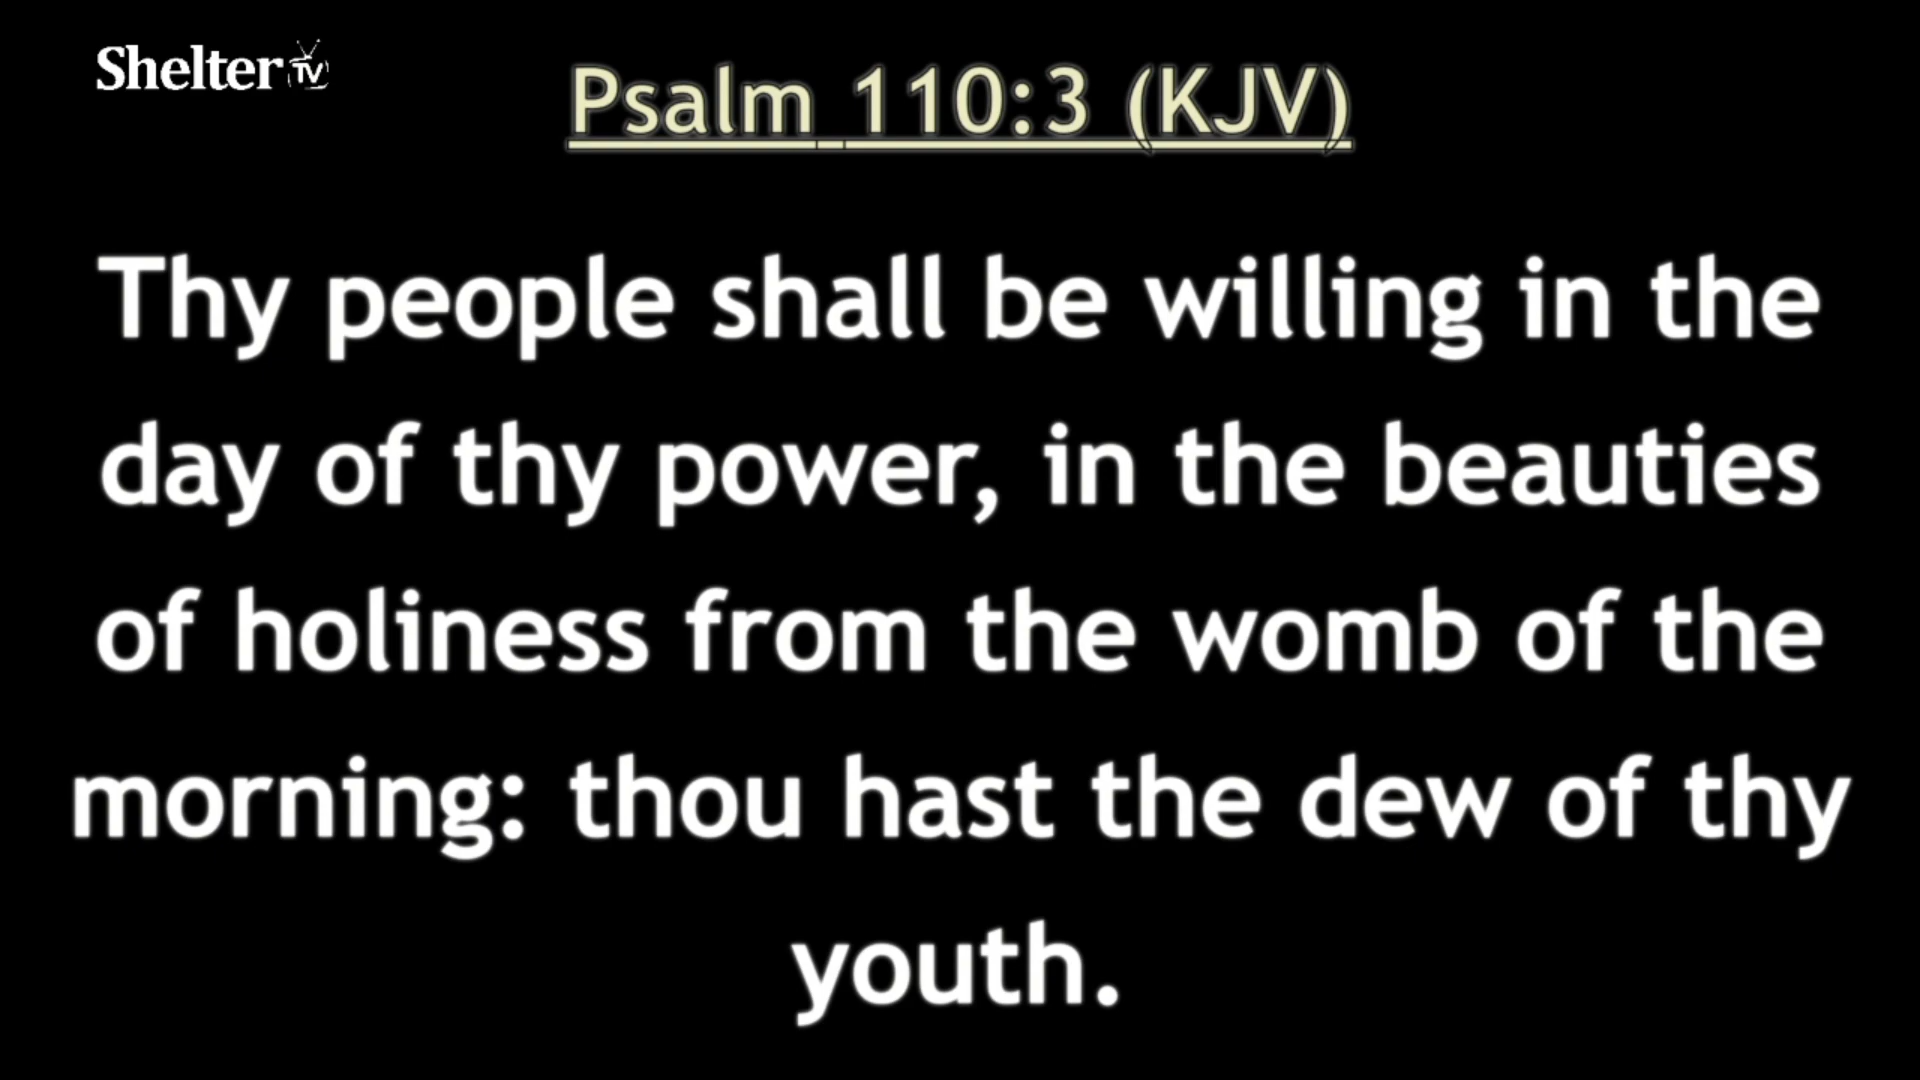 Shelter TV
Psalm 110:3 (KJV)
Thy people shall be willing in the
day of thy power, in the beauties
of holiness from the womb of the
morning: thou hast the dew of thy
youth.